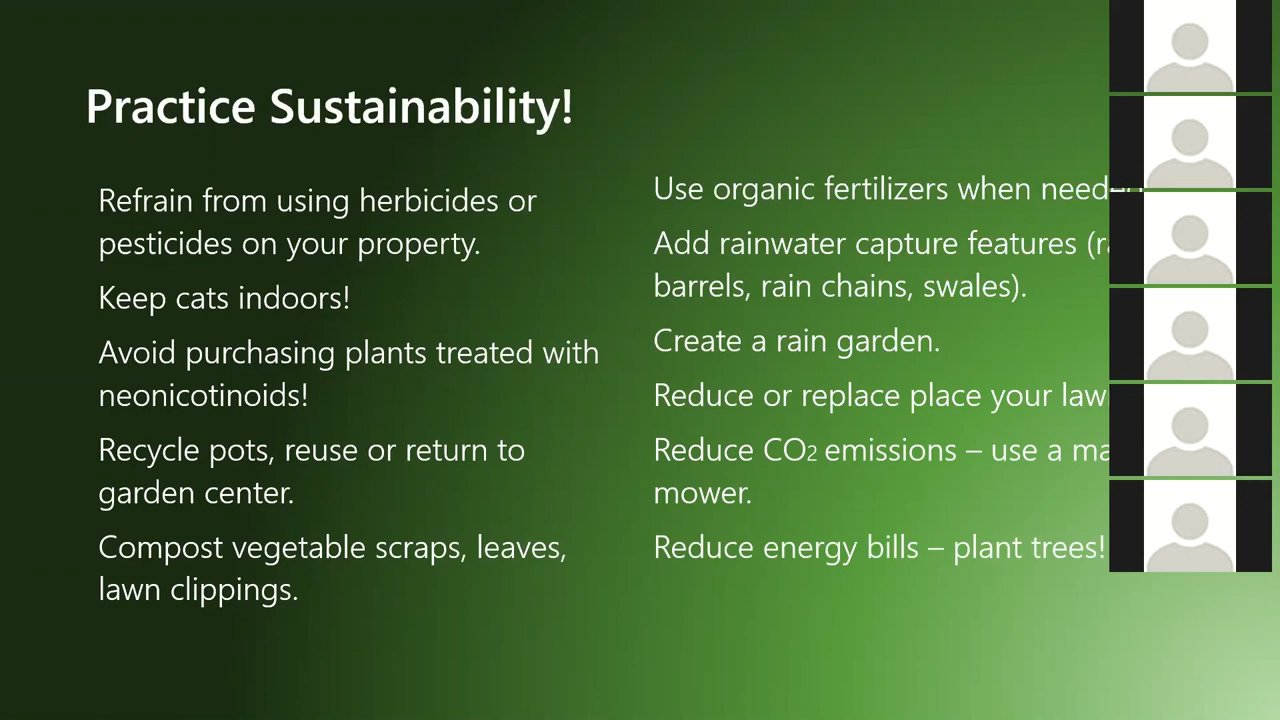 Practice Sustainability!
Refrain from using herbicides or
pesticides on your property.
Keep cats indoors!
Avoid purchasing plants treated with
neonicotinoids!
Recycle pots, reuse or return to
garden center.
Compost vegetable scraps, leaves,
lawn clippings.
Use organic fertilizers when needed
Add rainwater capture features
barrels, rain chains, swales).
Create a rain garden.
Reduce or replace place your
Reduce CO2 emissions – use a
mower.
Reduce energy bills – plant trees!